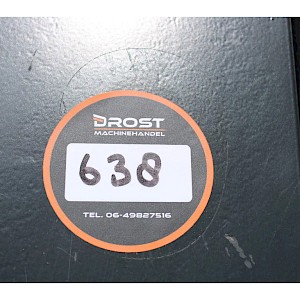 DROST
MACHINEHANDEL
638
TEL. 06-49827516